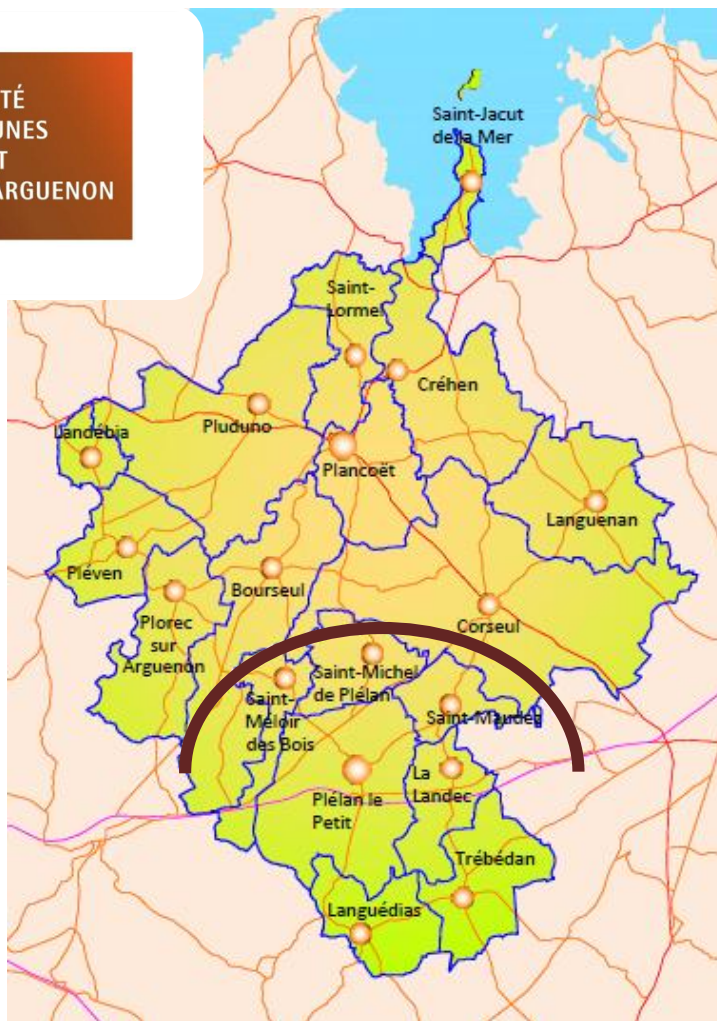 TÉ
UNES
T
ARGUENON
Saint-Jacut
de la Mer
Saint-
Lormel
Créhen
Pluduno
Landébia
Plancoët
Languenan
Pléven
Bourseul
Plorec
sur
Arguenon
Corseul
Saint-Michel
de Plélan
Saint-
Méloir
des Bois
Saint-Maudez
La
Landec
Plélan le
Petit
Trébédan
Languédias